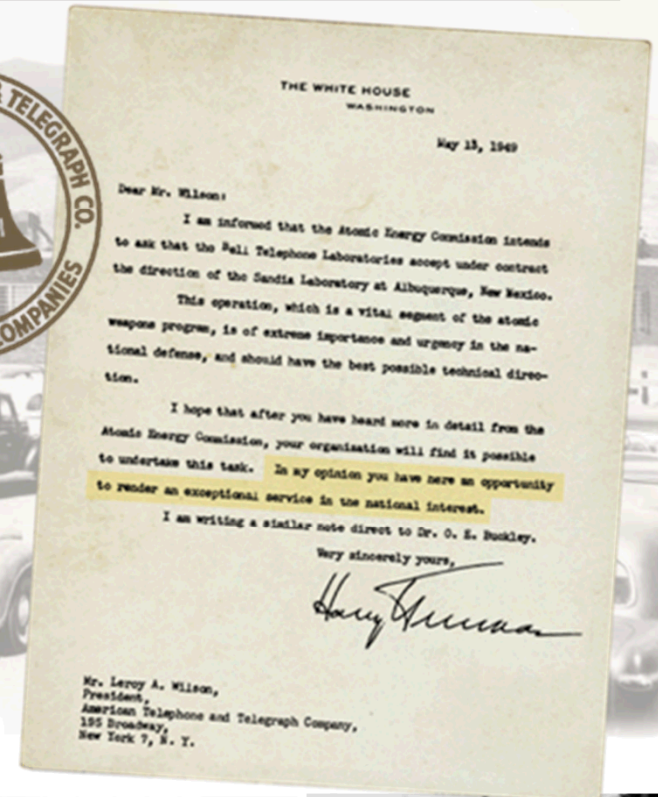 & TELEGRAPH CO.
COMPANIES
THE WHITE HOUSE
WASHINGTON
May 13, 1949
Dear Mr. Wilson:
I am informed that the Atomic Energy Commission intends
to ask that the Bell Telephone Laboratories accept under contract
the direction of the Sandia Laboratory at Albuquerque, New Mexico.
This operation, which is a vital segment of the atomic
weapons program, is of extreme importance and urgency in the na-
tional defense, and should have the best possible technical direc-
tion.
I hope that after you have heard more in detail from the
Atomic Energy Commission, your organization will find it possible
to undertake this task. In my opinion you have here an opportunity
to render an exceptional service in the national interest.
I am writing a similar note direct to Dr. O. E. Buckley.
Very sincerely yours,
Harry Truman
Mr. Leroy A. Wilson,
President,
American Telephone and Telegraph Company,
195 Broadway,
New York 7, N. Y.